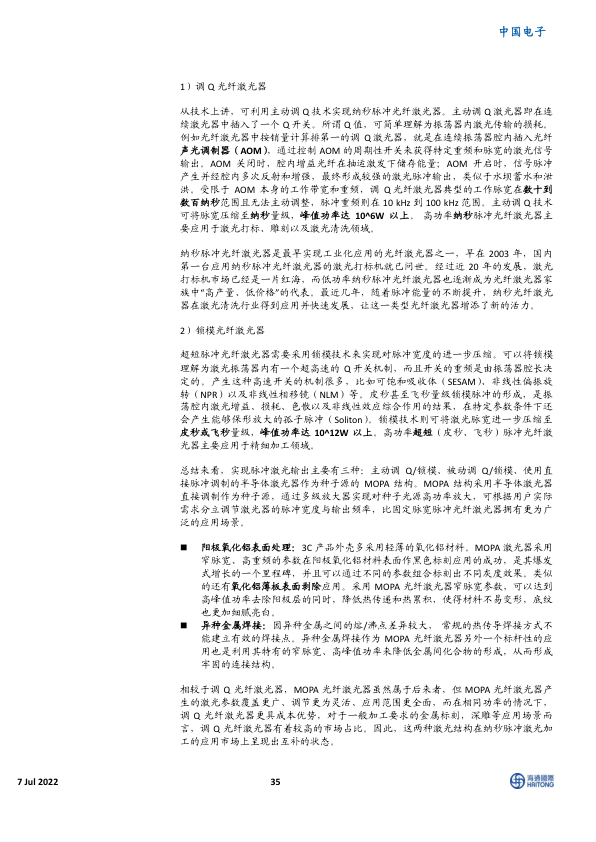 中国电子
1）调 Q 光纤激光器
从技术上讲，可利用主动调 Q 技术实现纳秒脉冲光纤激光器。主动调 Q 激光器即在连
续激光器中插入了一个 Q 开关。所谓 Q 值，可简单理解为振荡器内激光传输的损耗。
例如光纤激光器中按销量计算排第一的调 Q 激光器，就是在连续振荡器腔内插入光纤
声光调制器（AOM），通过控制 AOM 的周期性开关来获得特定重频和脉宽的激光信号
输出。AOM 关闭时，腔内增益光纤在抽运激发下储存能量；AOM 开启时，信号脉冲
产生并经腔内多次反射和增强，最终形成较强的激光脉冲输出，类似于水坝蓄水和泄
洪。受限于 AOM 本身的工作带宽和重频，调 Q 光纤激光器典型的工作脉宽在数十到
数百纳秒范围且无法主动调整，脉冲重频则在 10 kHz 到 100 kHz 范围。主动调 Q 技术
可将脉宽压缩至纳秒量级，峰值功率达 10^6W 以上。 高功率纳秒脉冲光纤激光器主
要应用于激光打标、雕刻以及激光清洗领域。
纳秒脉冲光纤激光器是最早实现工业化应用的光纤激光器之一，早在 2003 年，国内
第一台应用纳秒脉冲光纤激光器的激光打标机就已问世。经过近 20 年的发展，激光
打标机市场已经是一片红海，而低功率纳秒脉冲光纤激光器也逐渐成为光纤激光器家
族中“高产量、低价格”的代表。最近几年，随着脉冲能量的不断提升，纳秒光纤激光
器在激光清洗行业得到应用并快速发展，让这一类型光纤激光器增添了新的活力。
2）锁模光纤激光器
超短脉冲光纤激光器需要采用锁模技术来实现对脉冲宽度的进一步压缩。可以将锁模
理解为激光振荡器内有一个超高速的 Q 开关机制，而且开关的重频是由振荡器腔长决
定的。产生这种高速开关的机制很多，比如可饱和吸收体（SESAM）、非线性偏振旋
转（NPR）以及非线性相移镜（NLM）等。皮秒甚至飞秒量级锁模脉冲的形成，是振
荡腔内激光增益、损耗、色散以及非线性效应综合作用的结果，在特定参数条件下还
会产生能够保形放大的孤子脉冲（Soliton）。锁模技术则可将激光脉宽进一步压缩至
皮秒或飞秒量级，峰值功率达 10^12W 以上。高功率超短（皮秒、飞秒）脉冲光纤激
光器主要应用于精细加工领域。
总结来看，实现脉冲激光输出主要有三种：主动调 Q/锁模、被动调 Q/锁模、使用直
接脉冲调制的半导体激光器作为种子源的 MOPA 结构。MOPA 结构采用半导体激光器
直接调制作为种子源，通过多级放大器实现对种子光源高功率放大，可根据用户实际
需求分立调节激光器的脉冲宽度与输出频率，比固定脉宽脉冲光纤激光器拥有更为广
泛的应用场景。
■ 阳极氧化铝表面处理：3C 产品外壳多采用轻薄的氧化铝材料。MOPA 激光器采用
窄脉宽、高重频的参数在阳极氧化铝材料表面作黑色标刻应用的成功，是其爆发
式增长的一个里程碑，并且可以通过不同的参数组合标刻出不同灰度效果。类似
的还有氧化铝薄板表面剥除应用。采用 MOPA 激光器窄脉宽参数，可以达到
高峰值功率去除阳极层的同时，降低热传递和热累积，使得材料不易变形，底纹
也更加细腻亮白。
■ 异种金属焊接：因异种金属之间的熔/沸点差异较大， 常规的热传导焊接方式不
能建立有效的焊接点。异种金属焊接作为 MOPA 光纤激光器另外一个标杆性的应
用也是利用其特有的窄脉宽、高峰值功率来降低金属间化合物的形成，从而形成
牢固的连接结构。
相较于调 Q 光纤激光器，MOPA 光纤激光器虽然属于后来者，但 MOPA 光纤激光器产
生的激光参数覆盖更广、调节更为灵活、应用范围更全面，而在相同功率的情况下，
调 Q 光纤激光器更具成本优势，对于一般加工要求的金属标刻，深雕等应用场景而
言，调 Q 光纤激光器有着较高的市场占比。因此，这两种激光结构在纳秒脉冲激光加
工的应用市场上呈现出互补的状态。
7 Jul 2022
35
海通國際
HAITONG